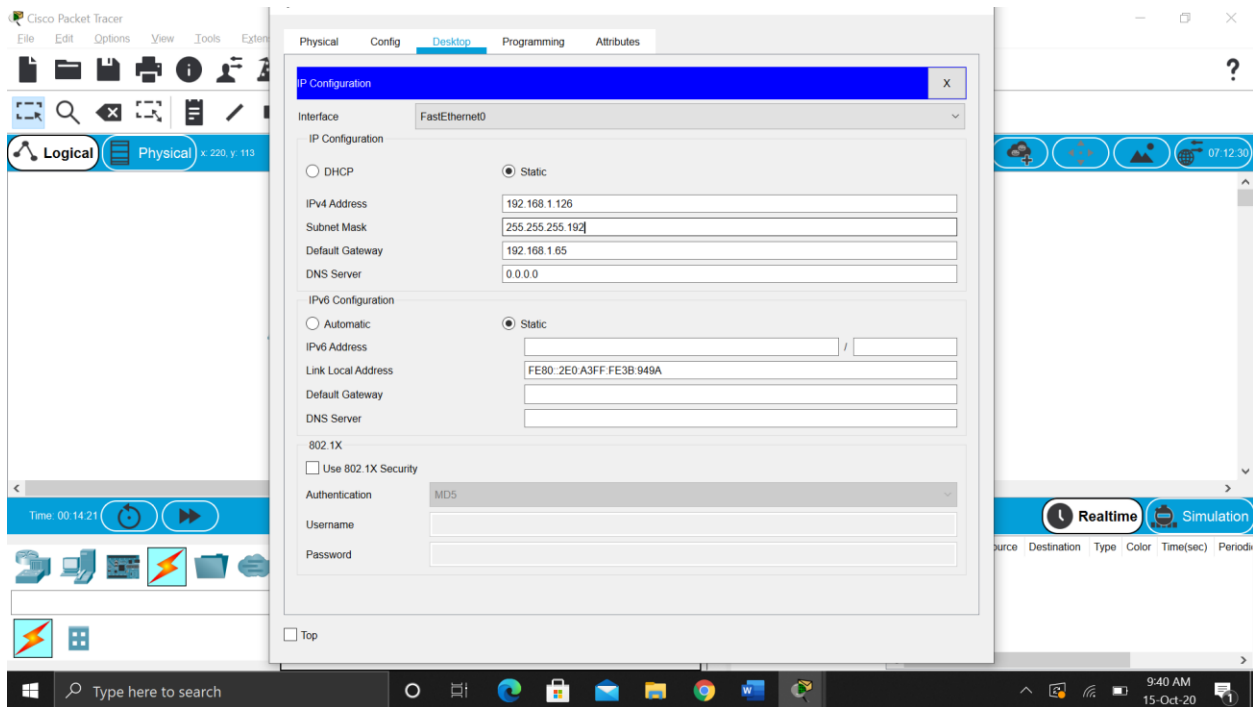 Cisco Packet Tracer
File Edit Options View Tools
Physical Config Desktop Programming Attributes
IP Configuration X
Interface FastEthernet0
IP Configuration
DHCP Static
IPv4 Address 192.168.1.126
Subnet Mask 255.255.255.192
Default Gateway 192.168.1.65
DNS Server 0.0.0.0
IPv6 Configuration
Automatic Static
IPv6 Address /
Link Local Address FE80::2E0:A3FF:FE3B:949A
Default Gateway
DNS Server
802.1X
Use 802.1X Security
Authentication MD5
Username
Password
Top
?
Logical Physical x: 220, y: 113 07:12:30
Time: 00:14:21 Realtime Simulation
Destination Type Color Time(sec)
Type here to search
9:40 AM
15-Oct-20
1